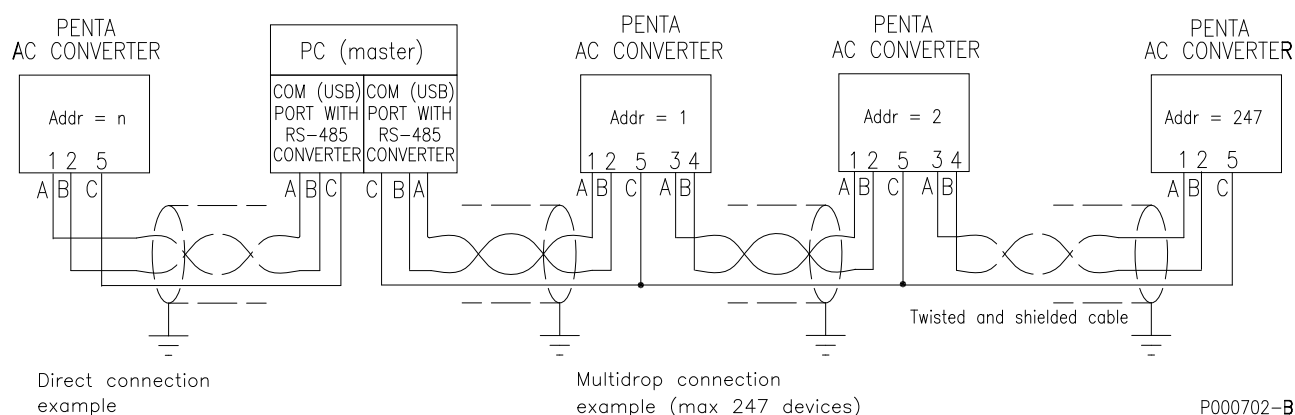 PENTA
AC CONVERTER
Addr = n
1 2 5
A B C
PC (master)
COM (USB)
PORT WITH
RS-485
CONVERTER
COM (USB)
PORT WITH
RS-485
CONVERTER
A B C
C B A
PENTA
AC CONVERTER
Addr = 1
1 2 5 3 4
A B C A B
PENTA
AC CONVERTER
Addr = 2
1 2 5 3 4
A B C A B
PENTA
AC CONVERTER
Addr = 247
1 2 5
A B C
Twisted and shielded cable
Direct connection
example
Multidrop connection
example (max 247 devices)
P000702-B